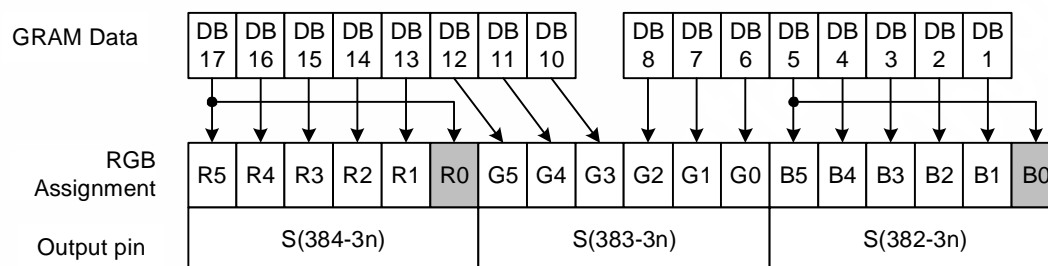 GRAM Data
DB 17 DB 16 DB 15 DB 14 DB 13 DB 12 DB 11 DB 10 DB 8 DB 7 DB 6 DB 5 DB 4 DB 3 DB 2 DB 1
RGB Assignment
R5 R4 R3 R2 R1 R0 G5 G4 G3 G2 G1 G0 B5 B4 B3 B2 B1 B0
Output pin
S(384-3n) S(383-3n) S(382-3n)